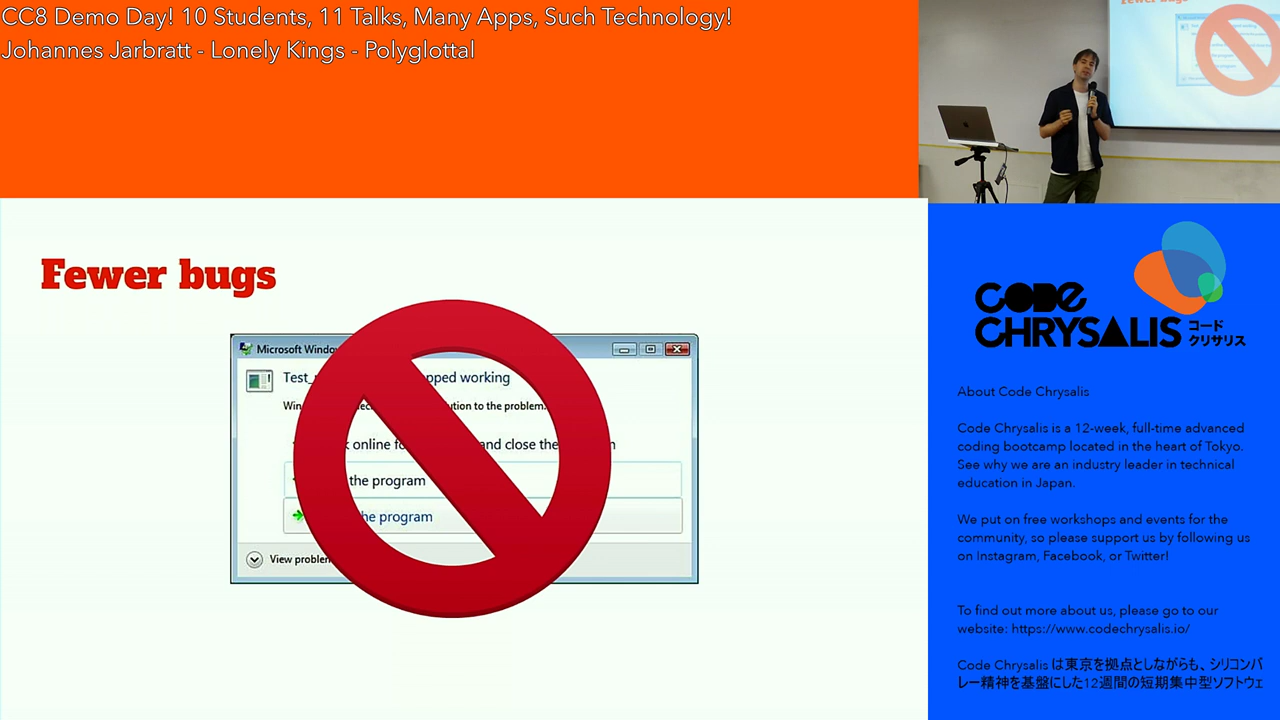 CC8 Demo Day! 10 Students, 11 Talks, Many Apps, Such Technology!
Johannes Jarbratt - Lonely Kings - Polyglottal
Fewer bugs
Fewer bugs
Microsoft
pped working
ution to the problem.
online
and close the
the program
he program
View
CODE
CHRYSALIS
コード
クリサリス
About Code Chrysalis
Code Chrysalis is a 12-week, full-time advanced
coding bootcamp located in the heart of Tokyo.
See why we are an industry leader in technical
education in Japan.
We put on free workshops and events for the
community, so please support us by following us
on Instagram, Facebook, or Twitter!
To find out more about us, please go to our
website: https://www.codechrysalis.io/
Code Chrysalis は東京を拠点としながらも、シリコンバ
レー精神を基盤にした12週間の短期集中型ソフトウェ